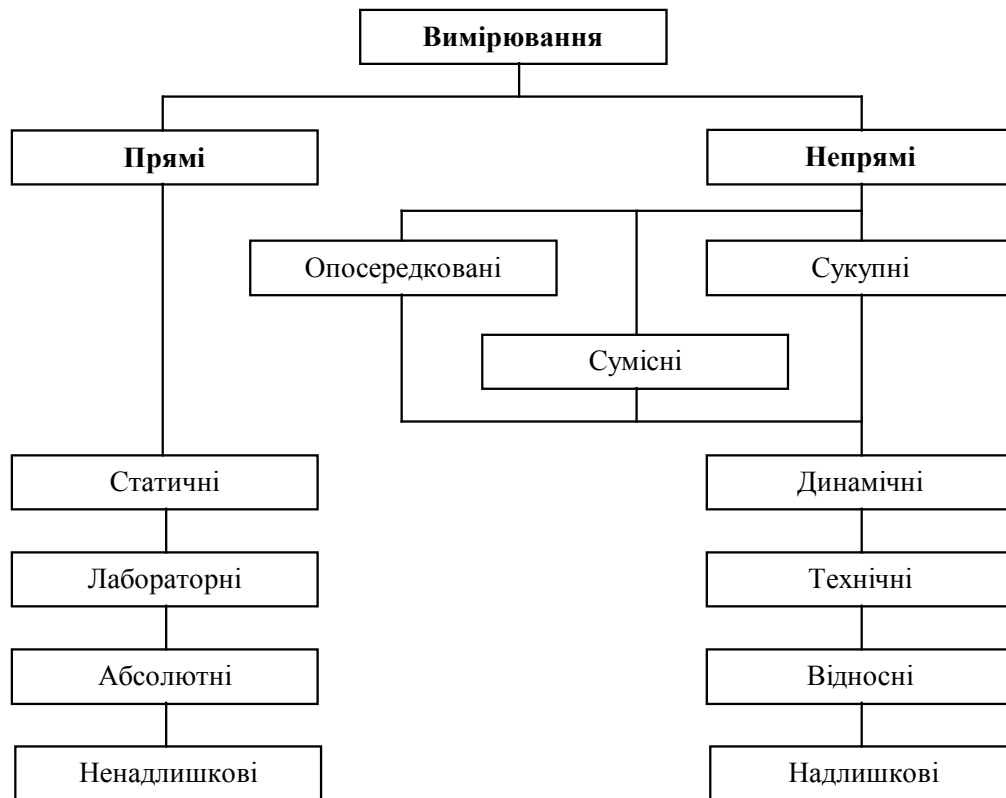 Вимірювання
Прямі
Непрямі
Опосередковані
Сукупні
Сумісні
Статичні
Динамічні
Лабораторні
Технічні
Абсолютні
Відносні
Ненадлишкові
Надлишкові